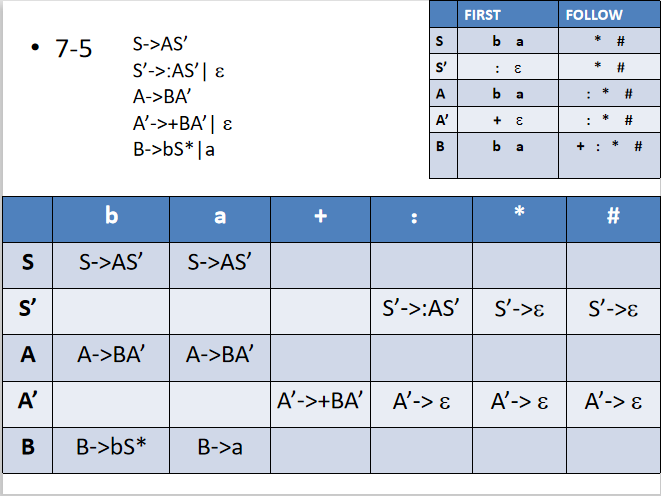 • 7-5
S->AS’
S’->:AS’| ε
A->BA’
A’->+BA’| ε
B->bS*|a
FIRST FOLLOW
S b a * #
S’ : ε * #
A b a : * #
A’ + ε : * #
B b a + : * #
b a + : * #
S S->AS’ S->AS’
S’ S’->:AS’ S’->ε S’->ε
A A->BA’ A->BA’
A’ A’->+BA’ A’-> ε A’-> ε A’-> ε
B B->bS* B->a